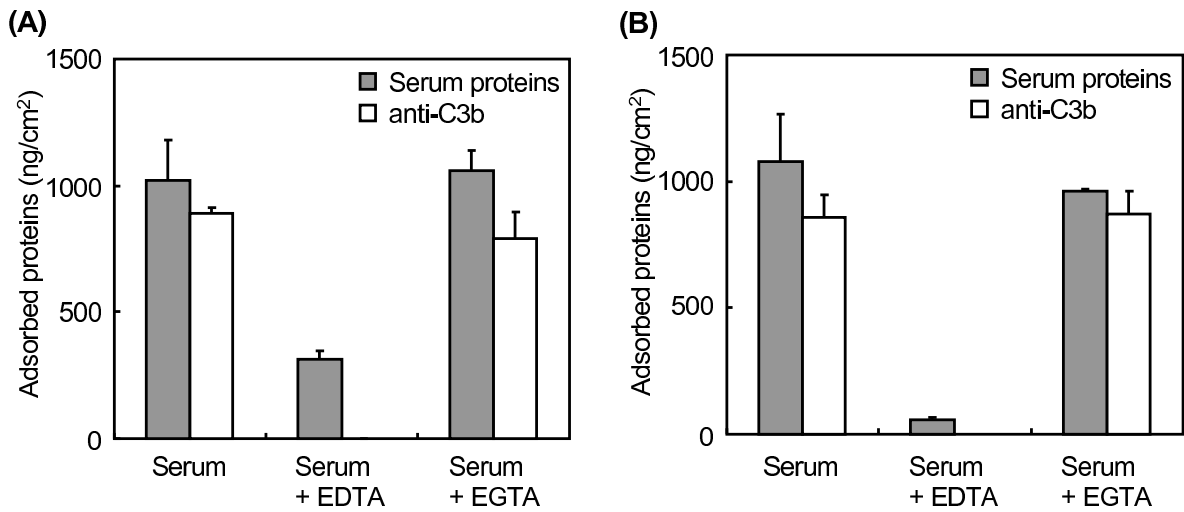 (A)
1500
1000
500
0
Adsorbed proteins (ng/cm²)
Serum proteins
anti-C3b
Serum
Serum
+ EDTA
Serum
+ EGTA
(B)
1500
1000
500
0
Adsorbed proteins (ng/cm²)
Serum proteins
anti-C3b
Serum
Serum
+ EDTA
Serum
+ EGTA